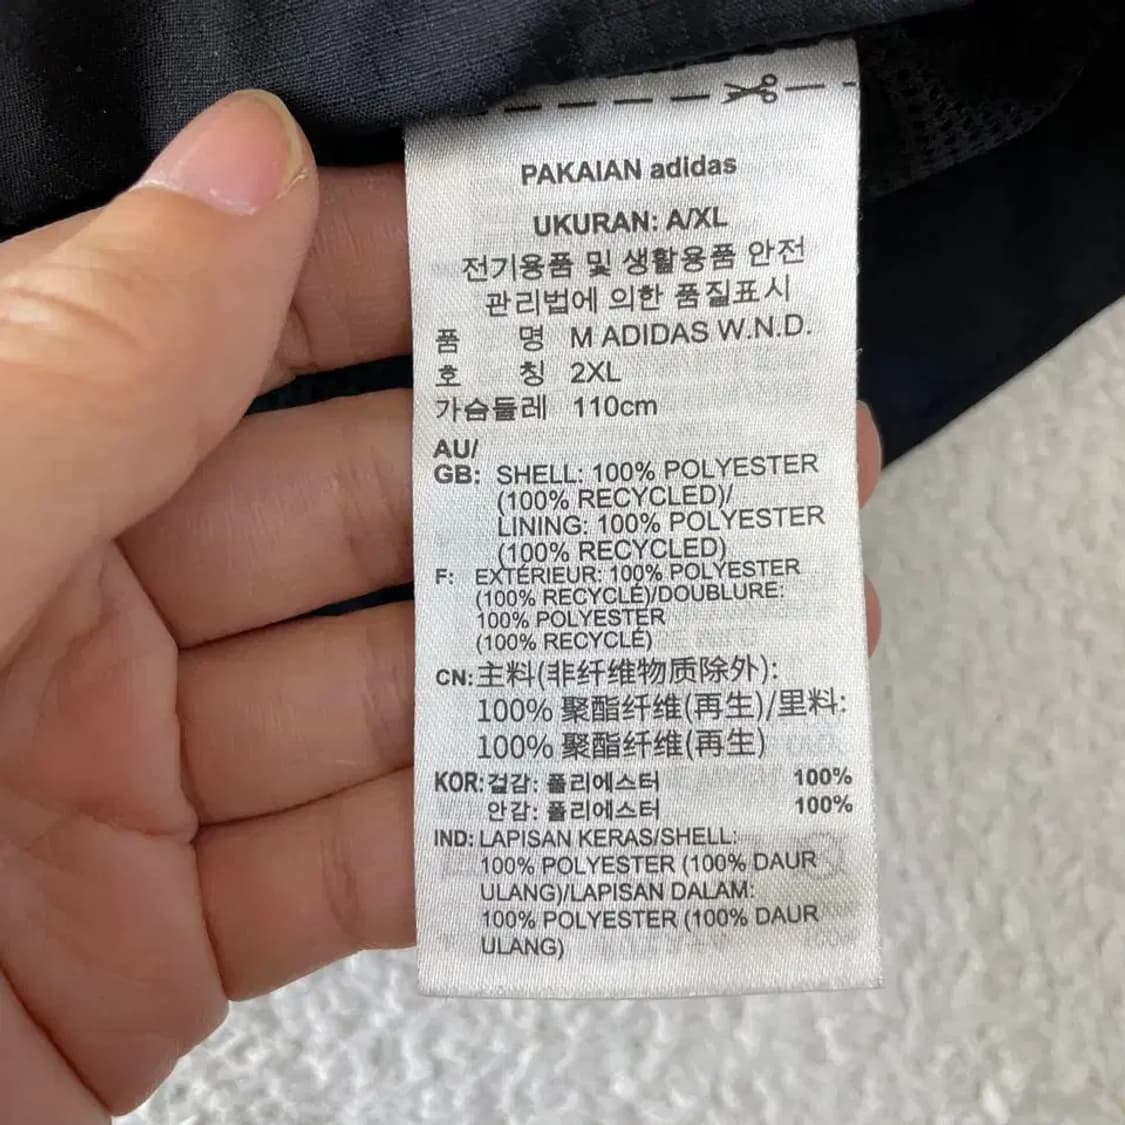 PAKAIAN adidas
UKURAN: A/XL
전기용품 및 생활용품 안전
관리법에 의한 품질표시
품 명 M ADIDAS W.N.D.
호 칭 2XL
가슴둘레 110cm
AU/
GB: SHELL: 100% POLYESTER
(100% RECYCLED)/
LINING: 100% POLYESTER
(100% RECYCLED)
F: EXTÉRIEUR: 100% POLYESTER
(100% RECYCLÉ)/DOUBLURE:
100% POLYESTER
(100% RECYCLÉ)
CN: 主料(非纤维物质除外):
100% 聚酯纤维(再生)/里料:
100% 聚酯纤维(再生)
KOR: 겉감: 폴리에스터 100%
안감: 폴리에스터 100%
IND: LAPISAN KERAS/SHELL:
100% POLYESTER (100% DAUR
ULANG)/LAPISAN DALAM:
100% POLYESTER (100% DAUR
ULANG)